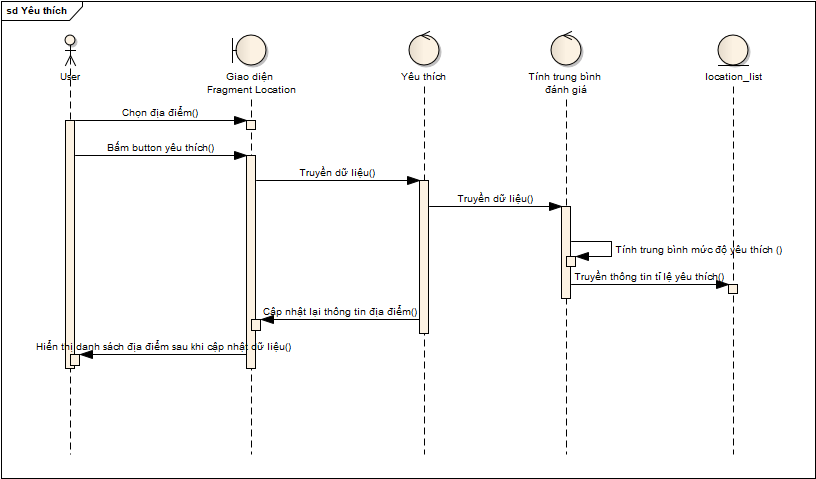 sd Yêu thích
User
Giao diện
Fragment Location
Yêu thích
Tính trung bình
đánh giá
location_list
Chọn địa điểm()
Bấm button yêu thích()
Truyền dữ liệu()
Truyền dữ liệu()
Tính trung bình mức độ yêu thích ()
Truyền thông tin tỉ lệ yêu thích()
Cập nhật lại thông tin địa điểm()
Hiển thị danh sách địa điểm sau khi cập nhật dữ liệu()